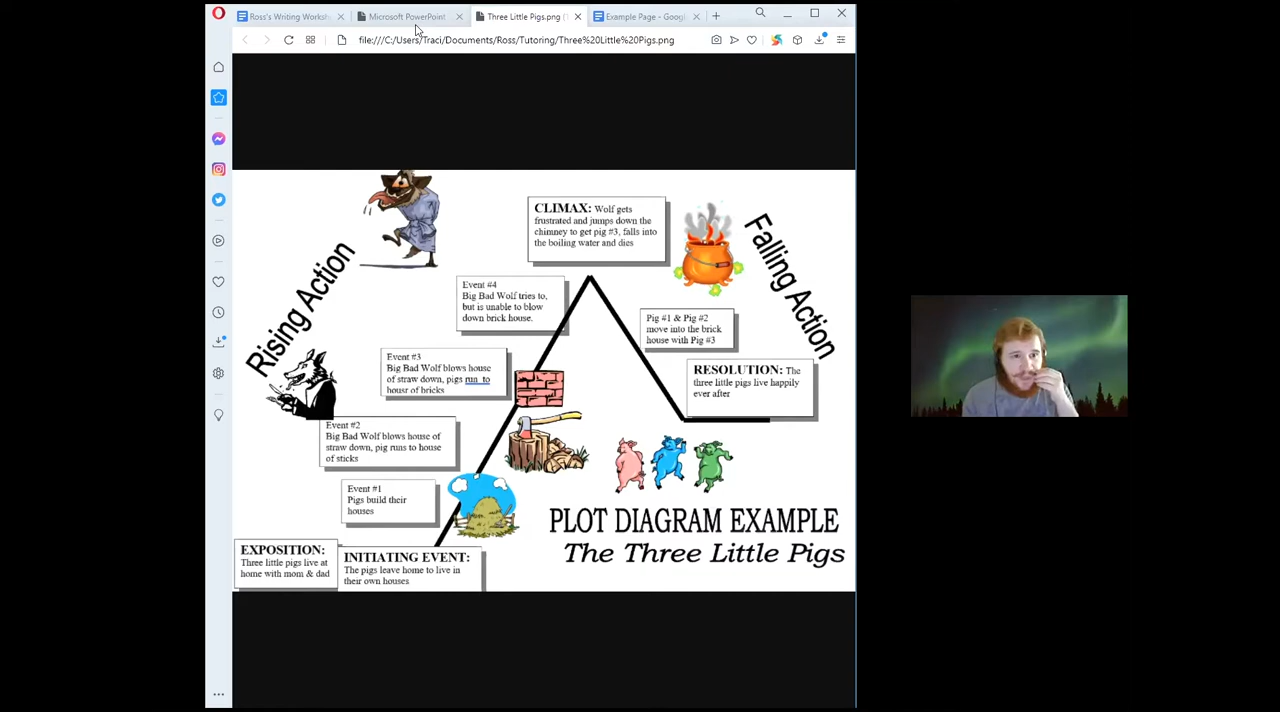 Ross's Writing Worksh
Microsoft PowerPoint
Three Little Pigs.png (
Example Page - Googl
file:///C:/Users/Traci/Documents/Ross/Tutoring/Three%20Little%20Pigs.png
CLIMAX: Wolf gets
frustrated and jumps down the
chimney to get pig #3, falls into
the boiling water and dies
Falling Action
Rising Action
Event #4
Big Bad Wolf tries to,
but is unable to blow
down brick house.
Pig #1 & Pig #2
move into the brick
house with Pig #3
Event #3
Big Bad Wolf blows house
of straw down, pigs run to
house of bricks
RESOLUTION: The
three little pigs live happily
ever after
Event #2
Big Bad Wolf blows house of
straw down, pig runs to house
of sticks
Event #1
Pigs build their
houses
PLOT DIAGRAM EXAMPLE
The Three Little Pigs
EXPOSITION:
Three little pigs live at
home with mom & dad
INITIATING EVENT:
The pigs leave home to live in
their own houses